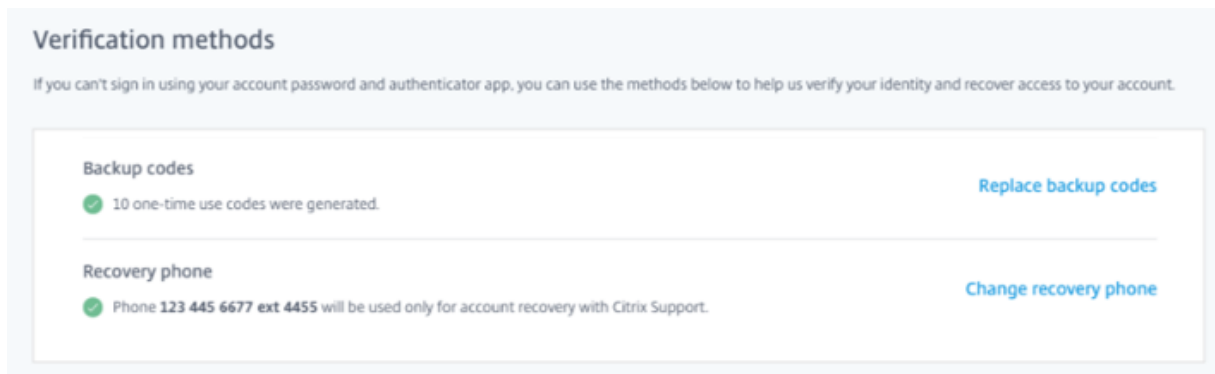 Verification methods
If you can't sign in using your account password and authenticator app, you can use the methods below to help us verify your identity and recover access to your account.
Backup codes
Replace backup codes
10 one-time use codes were generated.
Recovery phone
Change recovery phone
Phone 123 445 6677 ext 4455 will be used only for account recovery with Citrix Support.